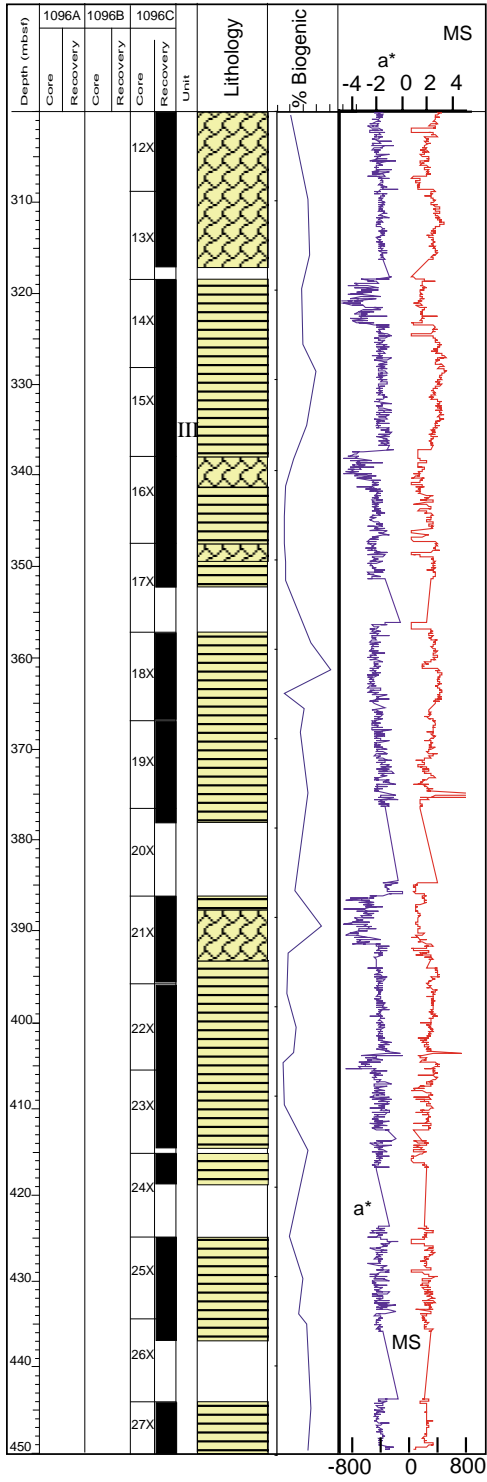 1096A 1096B 1096C
Depth (mbsf)
Core
Recovery
Core
Recovery
Core
Recovery
Unit
Lithology
% Biogenic
a*
MS
-4 -2 0 2 4
12X
310
13X
320
14X
330
15X
III
340
16X
350
17X
360
18X
370
19X
380
20X
390
21X
400
22X
410
23X
420
24X
a*
430
25X
MS
440
26X
450
27X
-800 0 800